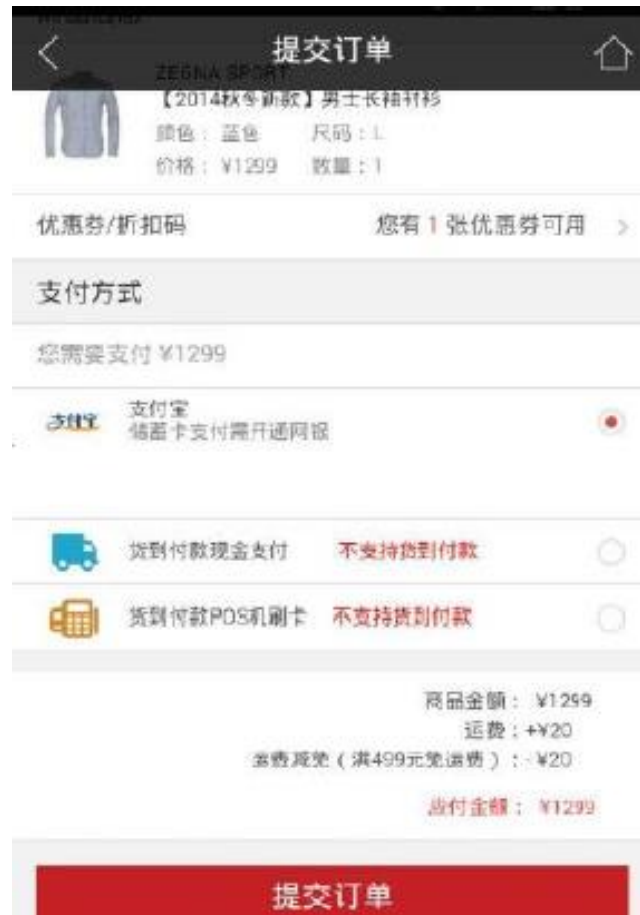 提交订单
ZEGNA SPORT
【2014秋冬新款】男士长袖衬衫
颜色： 蓝色 尺码：L
价格： ¥1299 数量：1
优惠券/折扣码 您有 1 张优惠券可用
支付方式
您需要支付 ¥1299
支付宝 支付宝
储蓄卡支付需开通网银
货到付款现金支付 不支持货到付款
货到付款POS机刷卡 不支持货到付款
商品金额： ¥1299
运费：+¥20
运费减免（满499元免运费）：-¥20
应付金额： ¥1299
提交订单